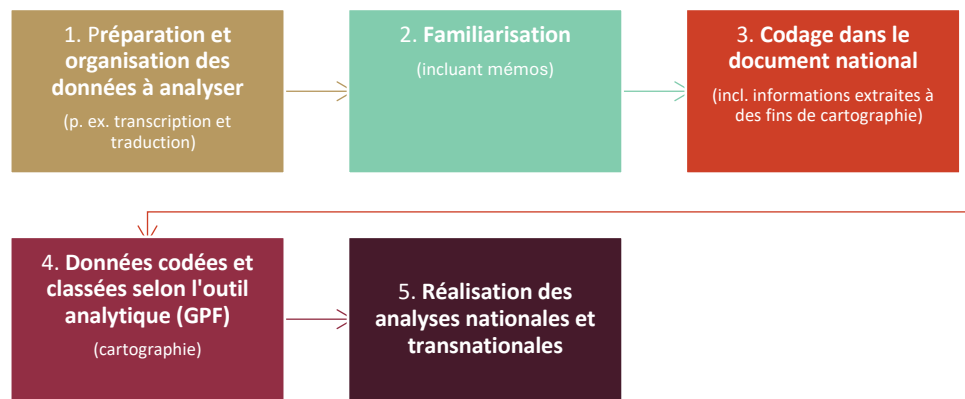 1. Préparation et
organisation des
données à analyser
(p. ex. transcription et
traduction)
2. Familiarisation
(incluant mémos)
3. Codage dans le
document national
(incl. informations extraites à
des fins de cartographie)
4. Données codées et
classées selon l'outil
analytique (GPF)
(cartographie)
5. Réalisation des
analyses nationales et
transnationales